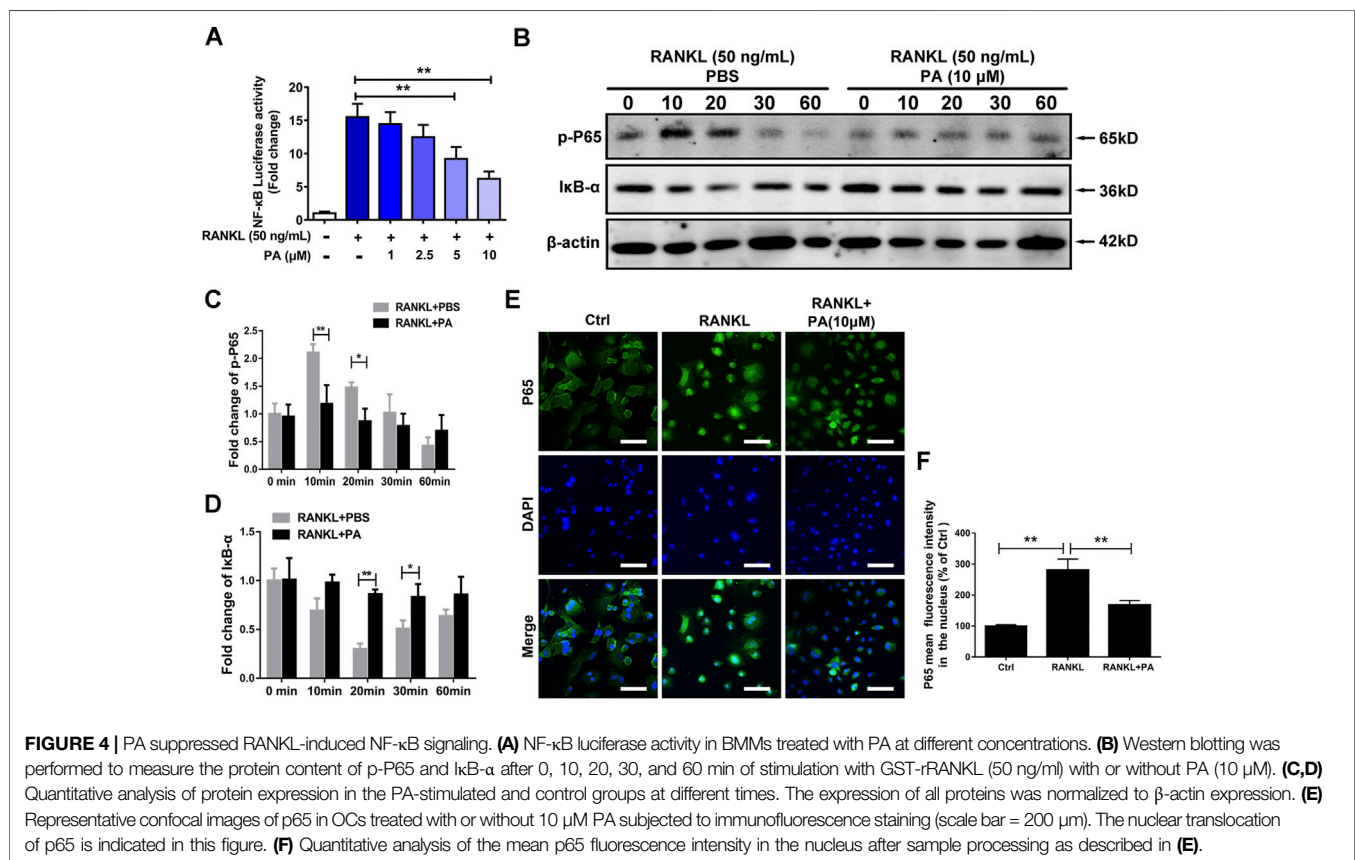 A
**
**
NF-κB Luciferase activity
(Fold change)
20
15
10
5
0
RANKL (50 ng/mL) - + + + + +
PA (μM) - - 1 2.5 5 10
B
RANKL (50 ng/mL)
PBS
RANKL (50 ng/mL)
PA (10 μM)
0 10 20 30 60 0 10 20 30 60
p-P65
65kD
IκB-α
36kD
β-actin
42kD
C
RANKL+PBS
RANKL+PA
Fold change of p-P65
2.5
2.0
1.5
1.0
0.5
0.0
**
*
0 min 10min 20min 30min 60min
D
RANKL+PBS
RANKL+PA
Fold change of IκB-α
1.5
1.0
0.5
0.0
**
*
0 min 10min 20min 30min 60min
E
Ctrl
RANKL
RANKL+
PA(10μM)
P65
DAPI
Merge
F
P65 mean fluorescence intensity
in the nucleus (% of Ctrl)
400
300
200
100
0
**
**
Ctrl RANKL RANKL+PA
FIGURE 4 | PA suppressed RANKL-induced NF-κB signaling. (A) NF-κB luciferase activity in BMMs treated with PA at different concentrations. (B) Western blotting was
performed to measure the protein content of p-P65 and IκB-α after 0, 10, 20, 30, and 60 min of stimulation with GST-rRANKL (50 ng/ml) with or without PA (10 μM). (C,D)
Quantitative analysis of protein expression in the PA-stimulated and control groups at different times. The expression of all proteins was normalized to β-actin expression. (E)
Representative confocal images of p65 in OCs treated with or without 10 μM PA subjected to immunofluorescence staining (scale bar = 200 μm). The nuclear translocation
of p65 is indicated in this figure. (F) Quantitative analysis of the mean p65 fluorescence intensity in the nucleus after sample processing as described in (E).